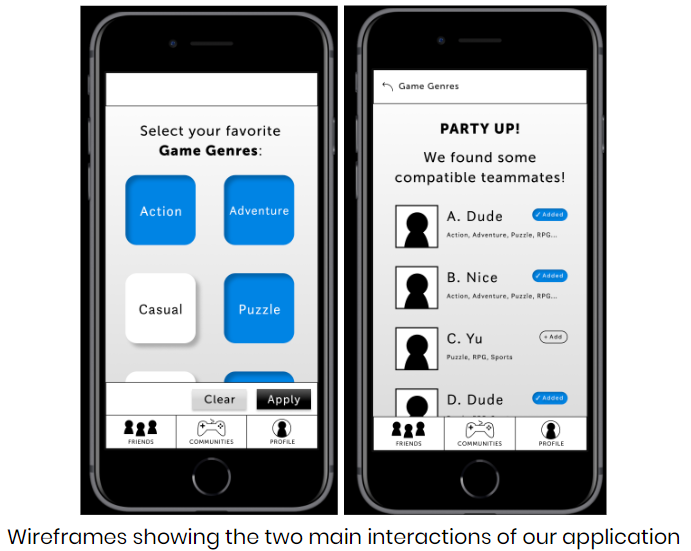 Select your favorite
Game Genres:
Action
Adventure
Casual
Puzzle
Clear
Apply
FRIENDS
COMMUNITIES
PROFILE
Game Genres
PARTY UP!
We found some
compatible teammates!
A. Dude
✓ Added
Action, Adventure, Puzzle, RPG...
B. Nice
✓ Added
Action, Adventure, Puzzle, RPG...
C. Yu
+ Add
Puzzle, RPG, Sports
D. Dude
✓ Added
FRIENDS
COMMUNITIES
PROFILE
Wireframes showing the two main interactions of our application